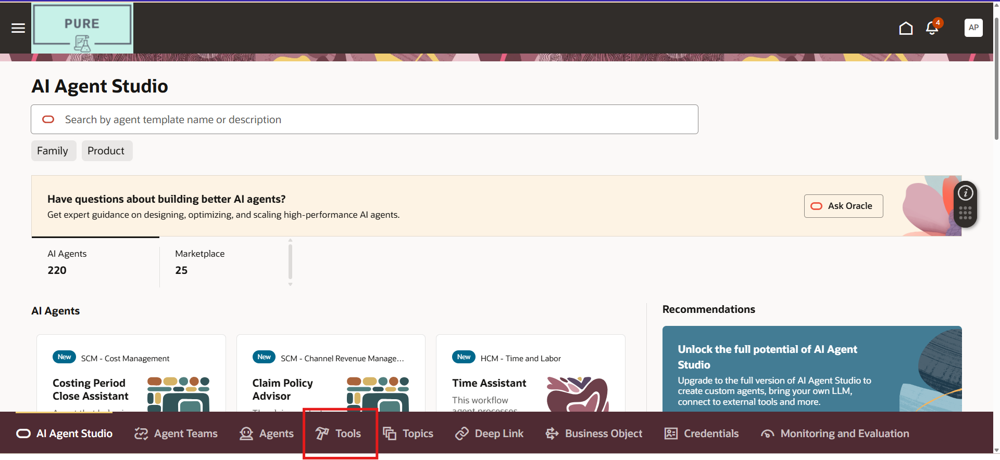 PURE
4
AP
AI Agent Studio
Search by agent template name or description
Family
Product
Have questions about building better AI agents?
Get expert guidance on designing, optimizing, and scaling high-performance AI agents.
Ask Oracle
AI Agents
220
Marketplace
25
AI Agents
New SCM - Cost Management
Costing Period
Close Assistant
New SCM - Channel Revenue Manage...
Claim Policy
Advisor
New HCM - Time and Labor
Time Assistant
This workflow
agent processes
Recommendations
Unlock the full potential of AI Agent
Studio
Upgrade to the full version of AI Agent Studio to
create custom agents, bring your own LLM,
connect to external tools and more.
AI Agent Studio
Agent Teams
Agents
Tools
Topics
Deep Link
Business Object
Credentials
Monitoring and Evaluation